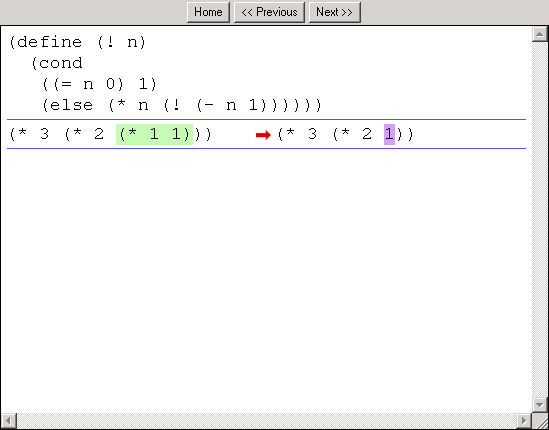 Home << Previous Next >>
(define (! n)
(cond
((= n 0) 1)
(else (* n (! (- n 1))))))
(* 3 (* 2 (* 1 1))) ➡ (* 3 (* 2 1))